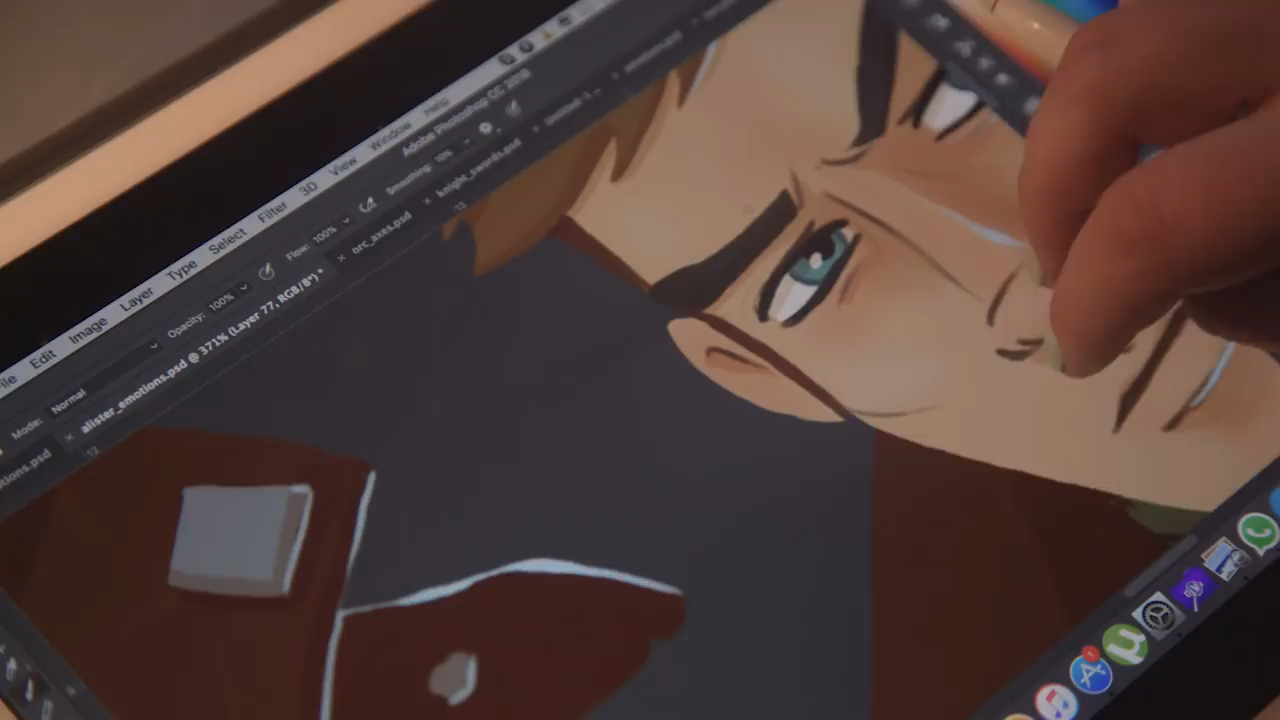 File Edit Image Layer Type Select Filter 3D View Window Help
Adobe Photoshop CC 2018
Mode: Normal Opacity: 100% Flow: 100% Smoothing: 10%
alister_emotions.psd @ 371% (Layer 77, RGB/8*) * × orc_axes.psd × knight_swords.psd